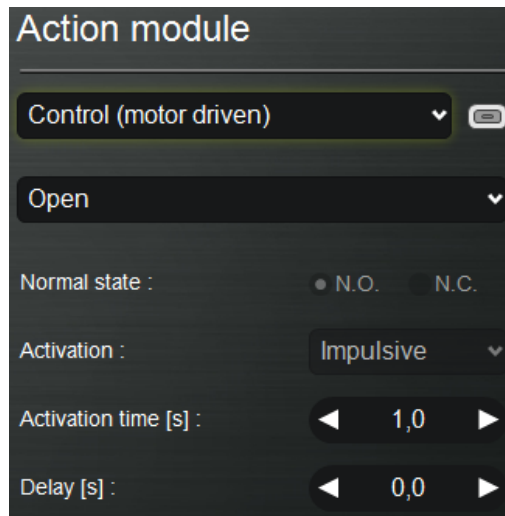 Action module
Control (motor driven)
Open
Normal state : N.O. N.C.
Activation : Impulsive
Activation time [s] : 1,0
Delay [s] : 0,0